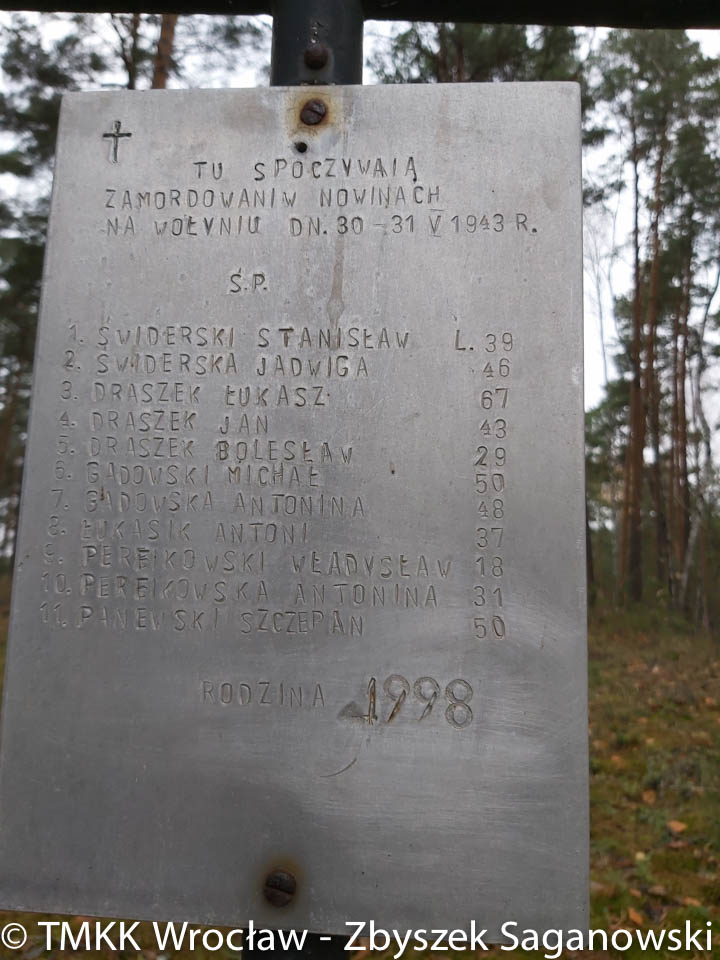 TU SPOCZYWAIĄ
ZAMORDOWANI W NOWINACH
NA WOŁYNIU DN. 30-31 V 1943 R.
Ś.P.
1. ŚWIDERSKI STANISŁAW L. 39
2. ŚWIDERSKA JADWIGA 46
3. DRASZEK ŁUKASZ 67
4. DRASZEK JAN 43
5. DRASZEK BOLESŁAW 29
6. GADOWSKI MICHAŁ 50
7. GADOWSKA ANTONINA 48
8. ŁUKASIK ANTONI 37
9. PEREIKOWSKI WŁADYSŁAW 18
10. PEREIKOWSKA ANTONINA 31
11. PANEWSKI SZCZEPAN 50
RODZINA 1998
© TMKK Wrocław - Zbyszek Saganowski